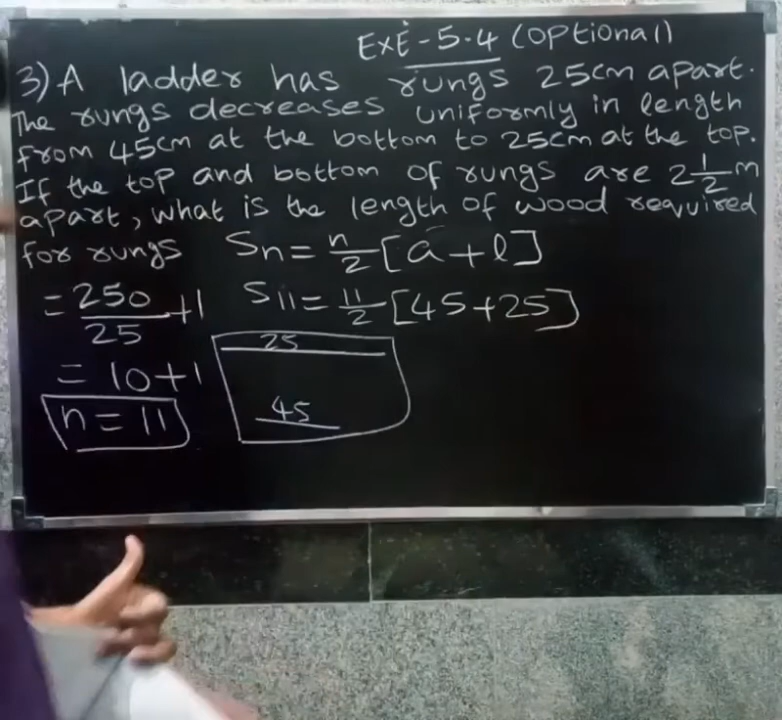 ExE-5.4 (optional)
3) A ladder has rungs 25cm apart.
The rungs decreases uniformly in length
from 45cm at the bottom to 25cm at the top.
If the top and bottom of rungs are 2 1/2 m
apart, what is the length of wood required
for rungs Sn = n/2 [a + l]
= 250/25 + 1 S11 = 11/2 [45 + 25]
= 10 + 1
n = 11
25
45